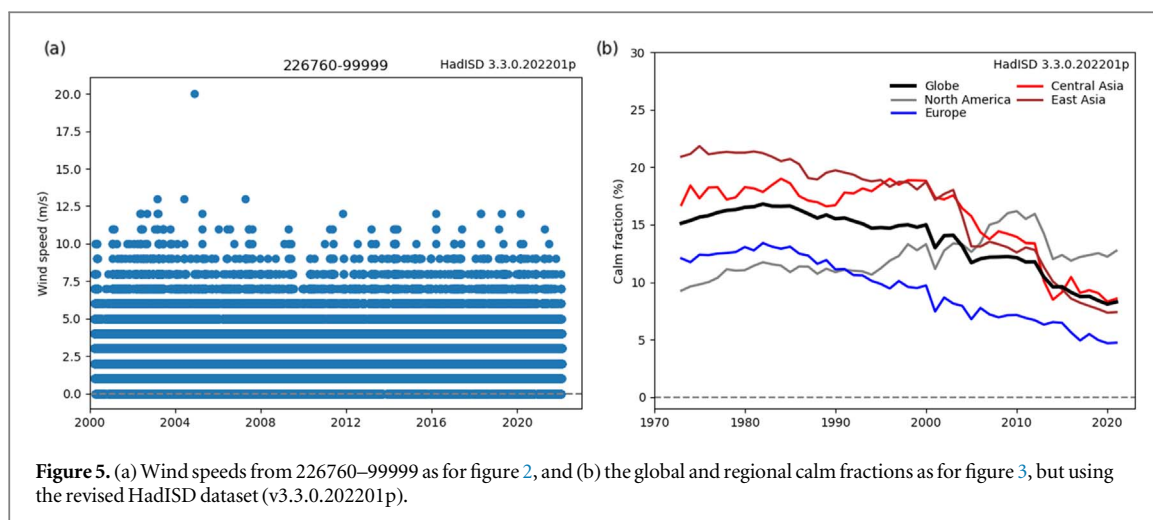 (a)
226760-99999
HadISD 3.3.0.202201p
Wind speed (m/s)
20.0
17.5
15.0
12.5
10.0
7.5
5.0
2.5
0.0
2000
2004
2008
2012
2016
2020
(b)
HadISD 3.3.0.202201p
Globe
North America
Europe
Central Asia
East Asia
Calm fraction (%)
30
25
20
15
10
5
0
1970
1980
1990
2000
2010
2020
Figure 5. (a) Wind speeds from 226760–99999 as for figure 2, and (b) the global and regional calm fractions as for figure 3, but using
the revised HadISD dataset (v3.3.0.202201p).